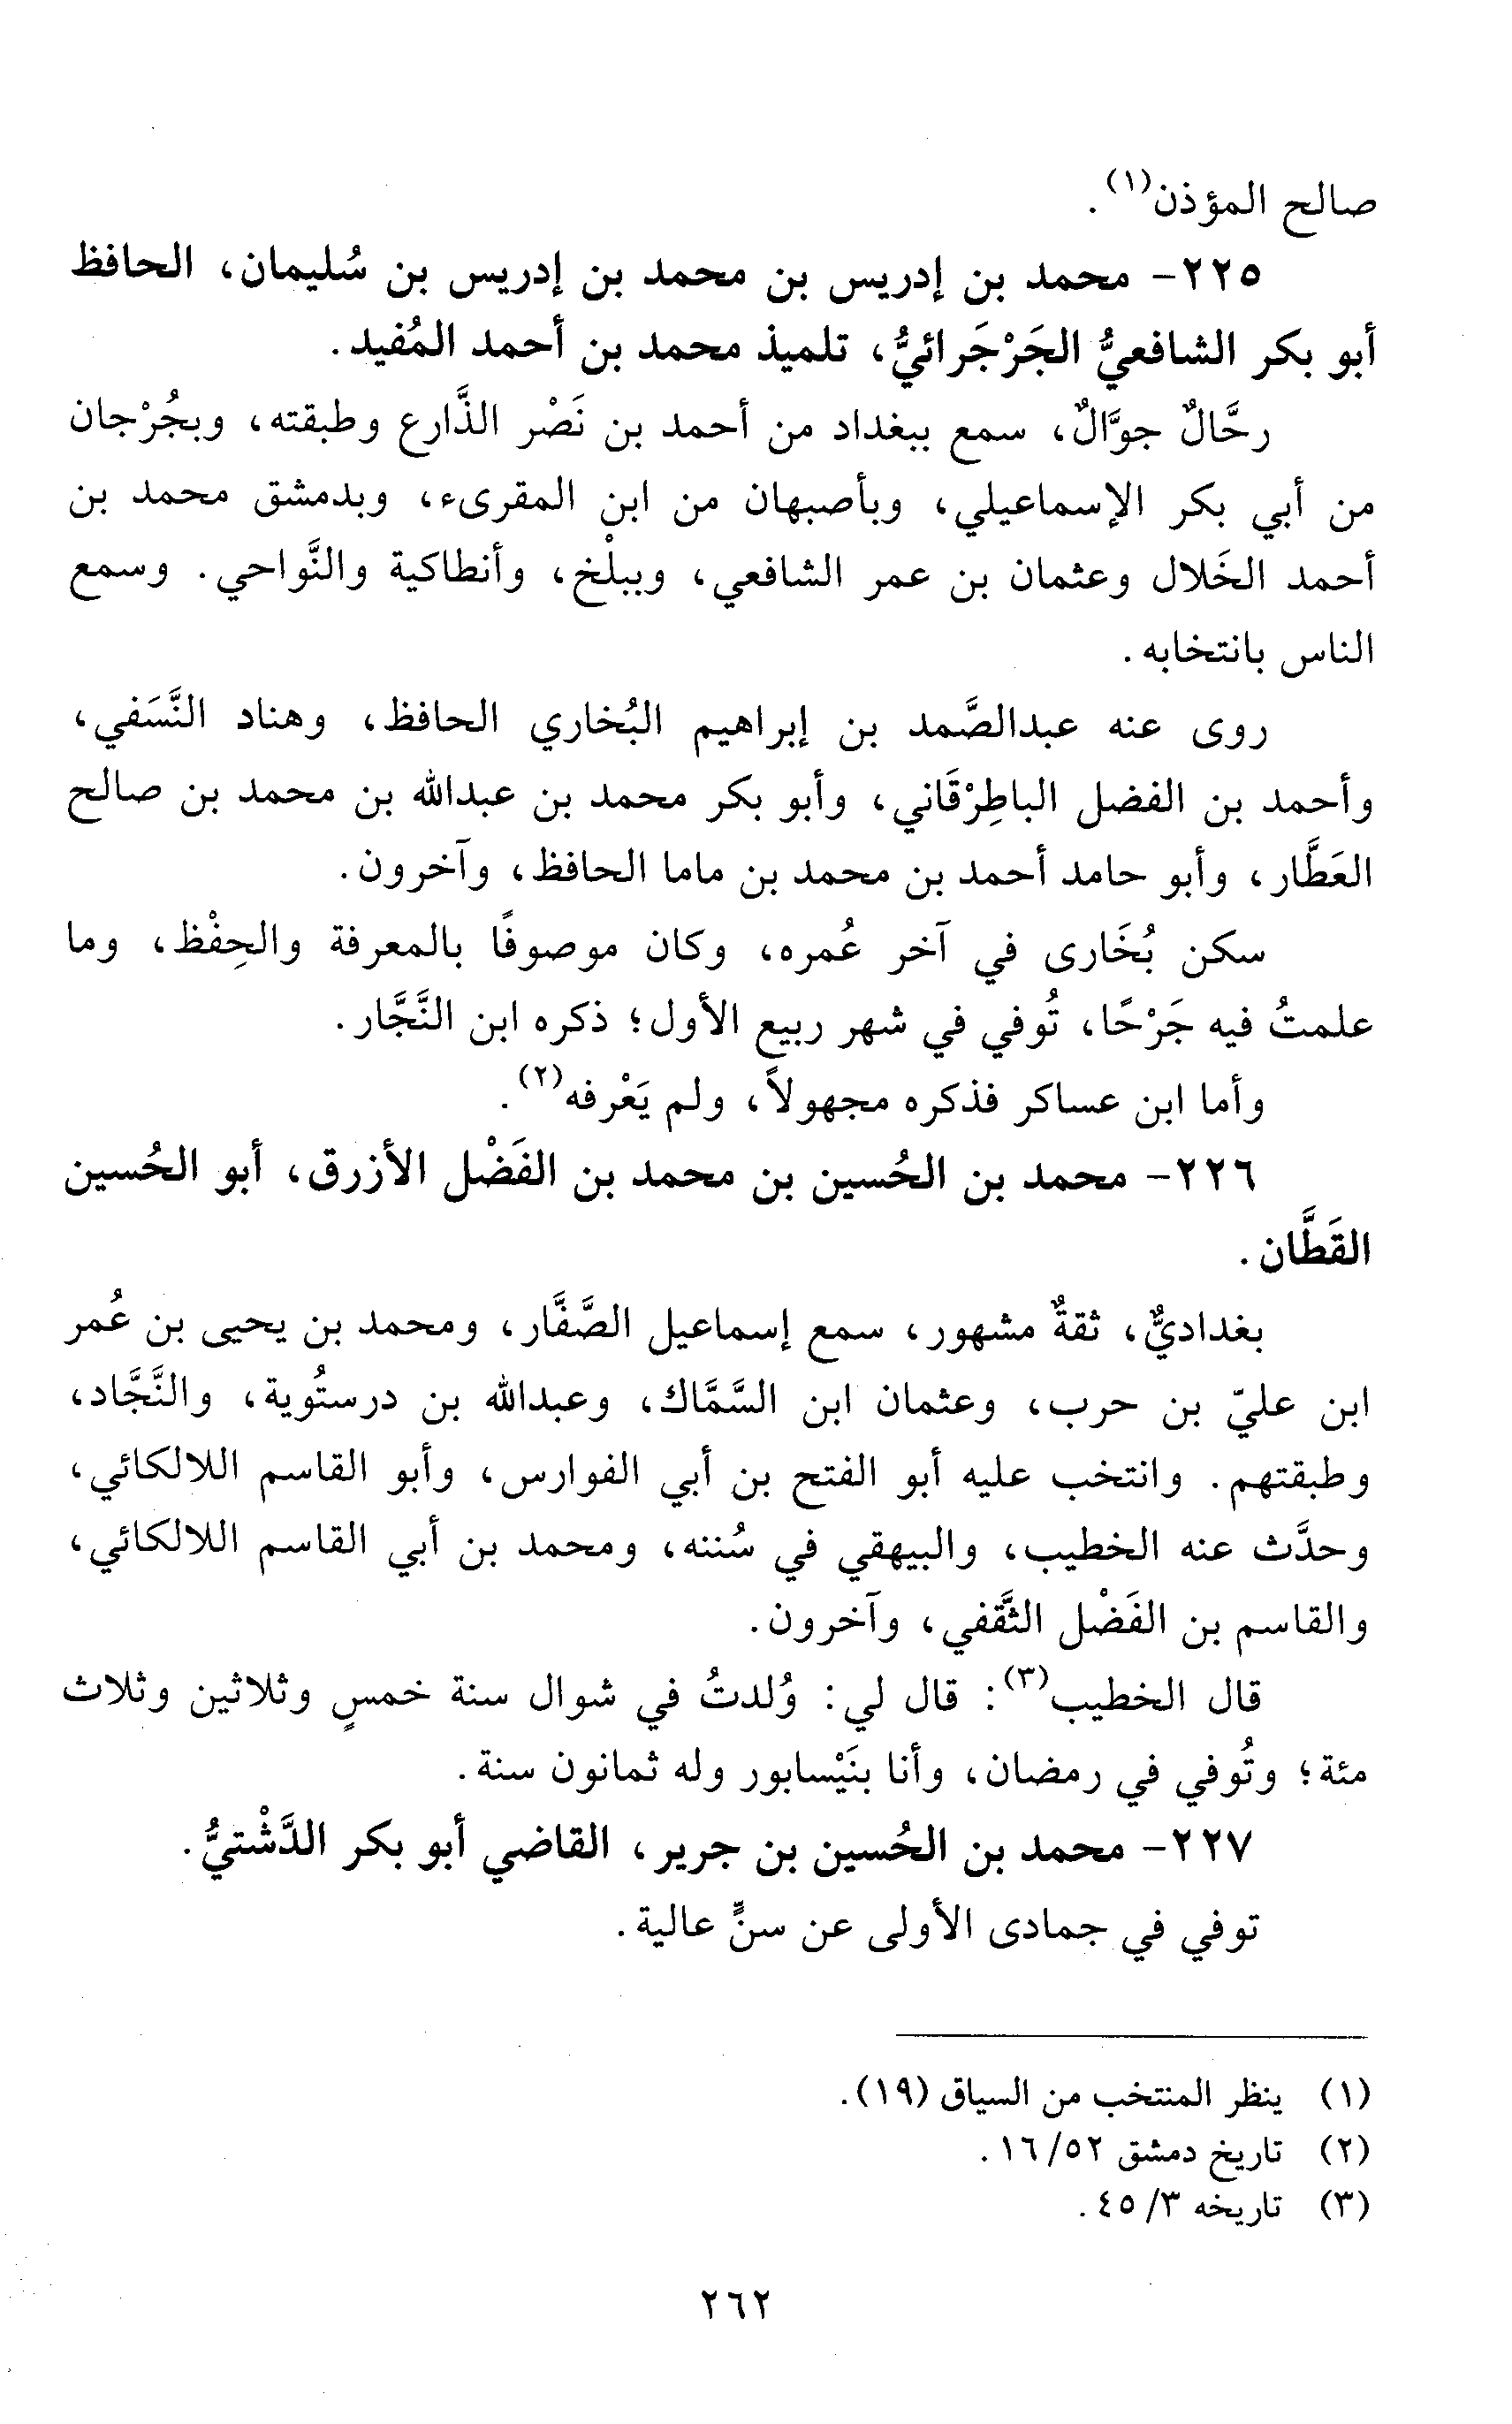 صالح المؤذن(١).
٢٢٥- محمد بن إدريس بن محمد بن إدريس بن سُليمان، الحافظ
أبو بكر الشافعيُّ الجَرْجَرائيُّ، تلميذ محمد بن أحمد المُفيد.
رحَّالٌ جوَّالٌ، سمع ببغداد من أحمد بن نَصْر الذَّارع وطبقته، وبجُرْجان
من أبي بكر الإسماعيلي، وبأصبهان من ابن المقرىء، وبدمشق محمد بن
أحمد الخَلال وعثمان بن عمر الشافعي، وببلْخ، وأنطاكية والنَّواحي. وسمع
الناس بانتخابه.
روى عنه عبدالصَّمد بن إبراهيم البُخاري الحافظ، وهناد النَّسَفي،
وأحمد بن الفضل الباطِرْقَاني، وأبو بكر محمد بن عبدالله بن محمد بن صالح
العَطَّار، وأبو حامد أحمد بن محمد بن ماما الحافظ، وآخرون.
سكن بُخَارى في آخر عُمره، وكان موصوفًا بالمعرفة والحِفْظ، وما
علمتُ فيه جَرْحًا، تُوفي في شهر ربيع الأول؛ ذكره ابن النَّجَّار.
وأما ابن عساكر فذكره مجهولاً، ولم يَعْرفه(٢).
٢٢٦- محمد بن الحُسين بن محمد بن الفَضْل الأزرق، أبو الحُسين
القَطَّان.
بغداديٌّ، ثقةٌ مشهور، سمع إسماعيل الصَّفَّار، ومحمد بن يحيى بن عُمر
ابن عليّ بن حرب، وعثمان ابن السَّمَّاك، وعبدالله بن درستُوية، والنَّجَّاد،
وطبقتهم. وانتخب عليه أبو الفتح بن أبي الفوارس، وأبو القاسم اللالكائي،
وحدَّث عنه الخطيب، والبيهقي في سُننه، ومحمد بن أبي القاسم اللالكائي،
والقاسم بن الفَضْل الثَّقفي، وآخرون.
قال الخطيب(٣): قال لي: وُلدتُ في شوال سنة خمسٍ وثلاثين وثلاث
مئة؛ وتُوفي في رمضان، وأنا بنَيْسابور وله ثمانون سنة.
٢٢٧- محمد بن الحُسين بن جرير، القاضي أبو بكر الدَّشْتيُّ.
توفي في جمادى الأولى عن سنٍّ عالية.
(١) ينظر المنتخب من السياق (١٩).
(٢) تاريخ دمشق ٥٢/ ١٦.
(٣) تاريخه ٣/ ٤٥.
٢٦٢